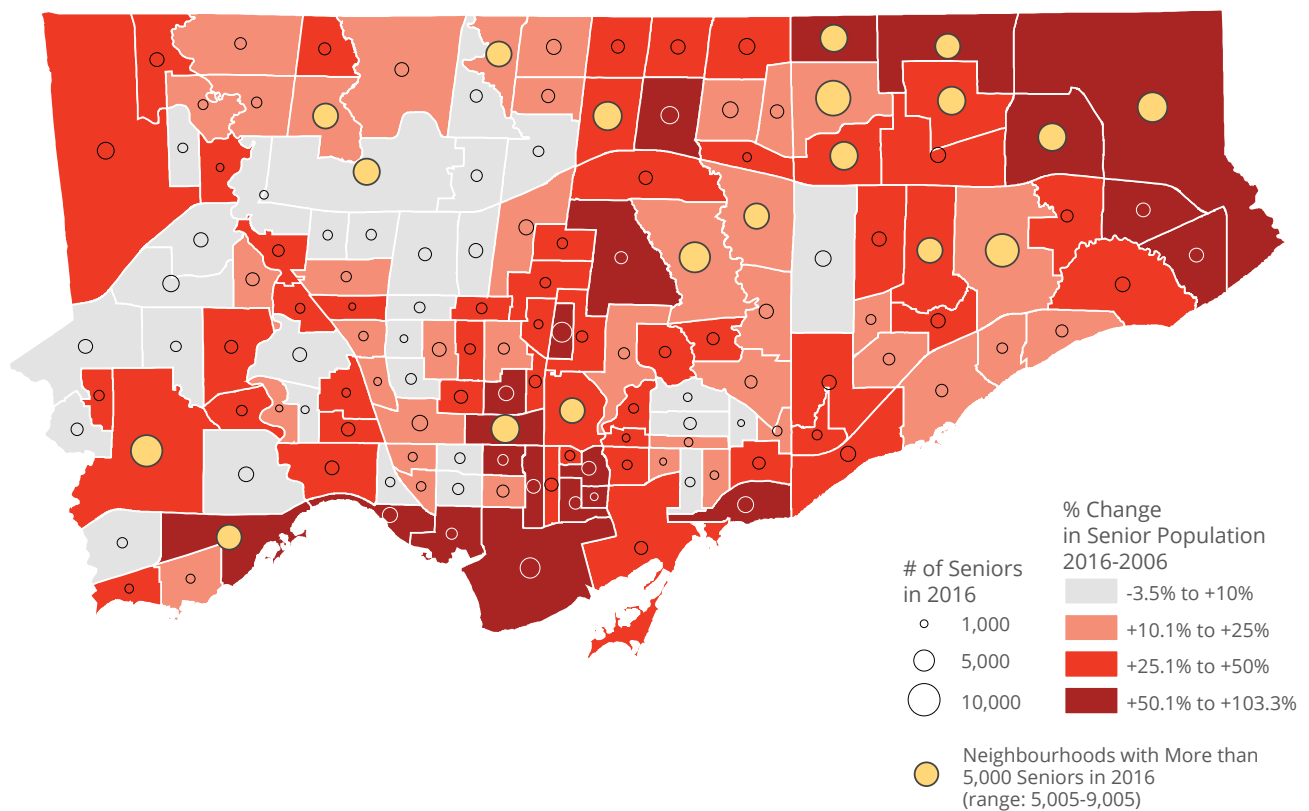 # of Seniors
in 2016
1,000
5,000
10,000
% Change
in Senior Population
2016-2006
-3.5% to +10%
+10.1% to +25%
+25.1% to +50%
+50.1% to +103.3%
Neighbourhoods with More than
5,000 Seniors in 2016
(range: 5,005-9,005)